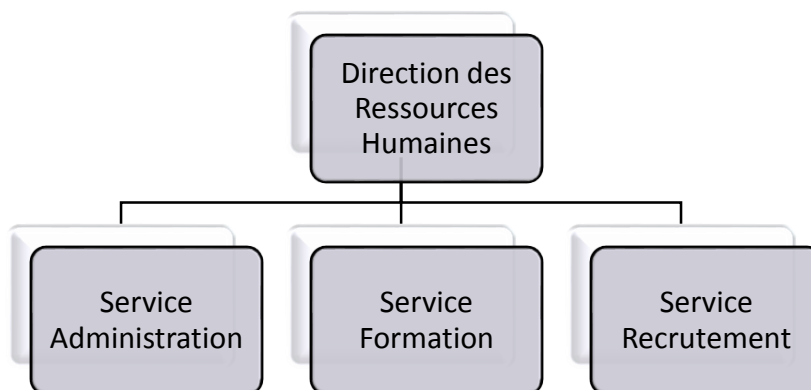 Direction des
Ressources
Humaines
Service
Administration
Service
Formation
Service
Recrutement